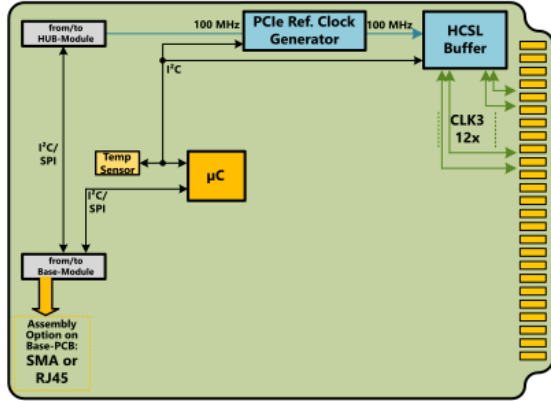 from/to
HUB-Module
100 MHz
PCIe Ref. Clock
Generator
100 MHz
HCSL
Buffer
I²C
CLK3
12x
I²C/
SPI
Temp
Sensor
µC
I²C/
SPI
from/to
Base-Module
Assembly
Option on
Base-PCB:
SMA or
RJ45